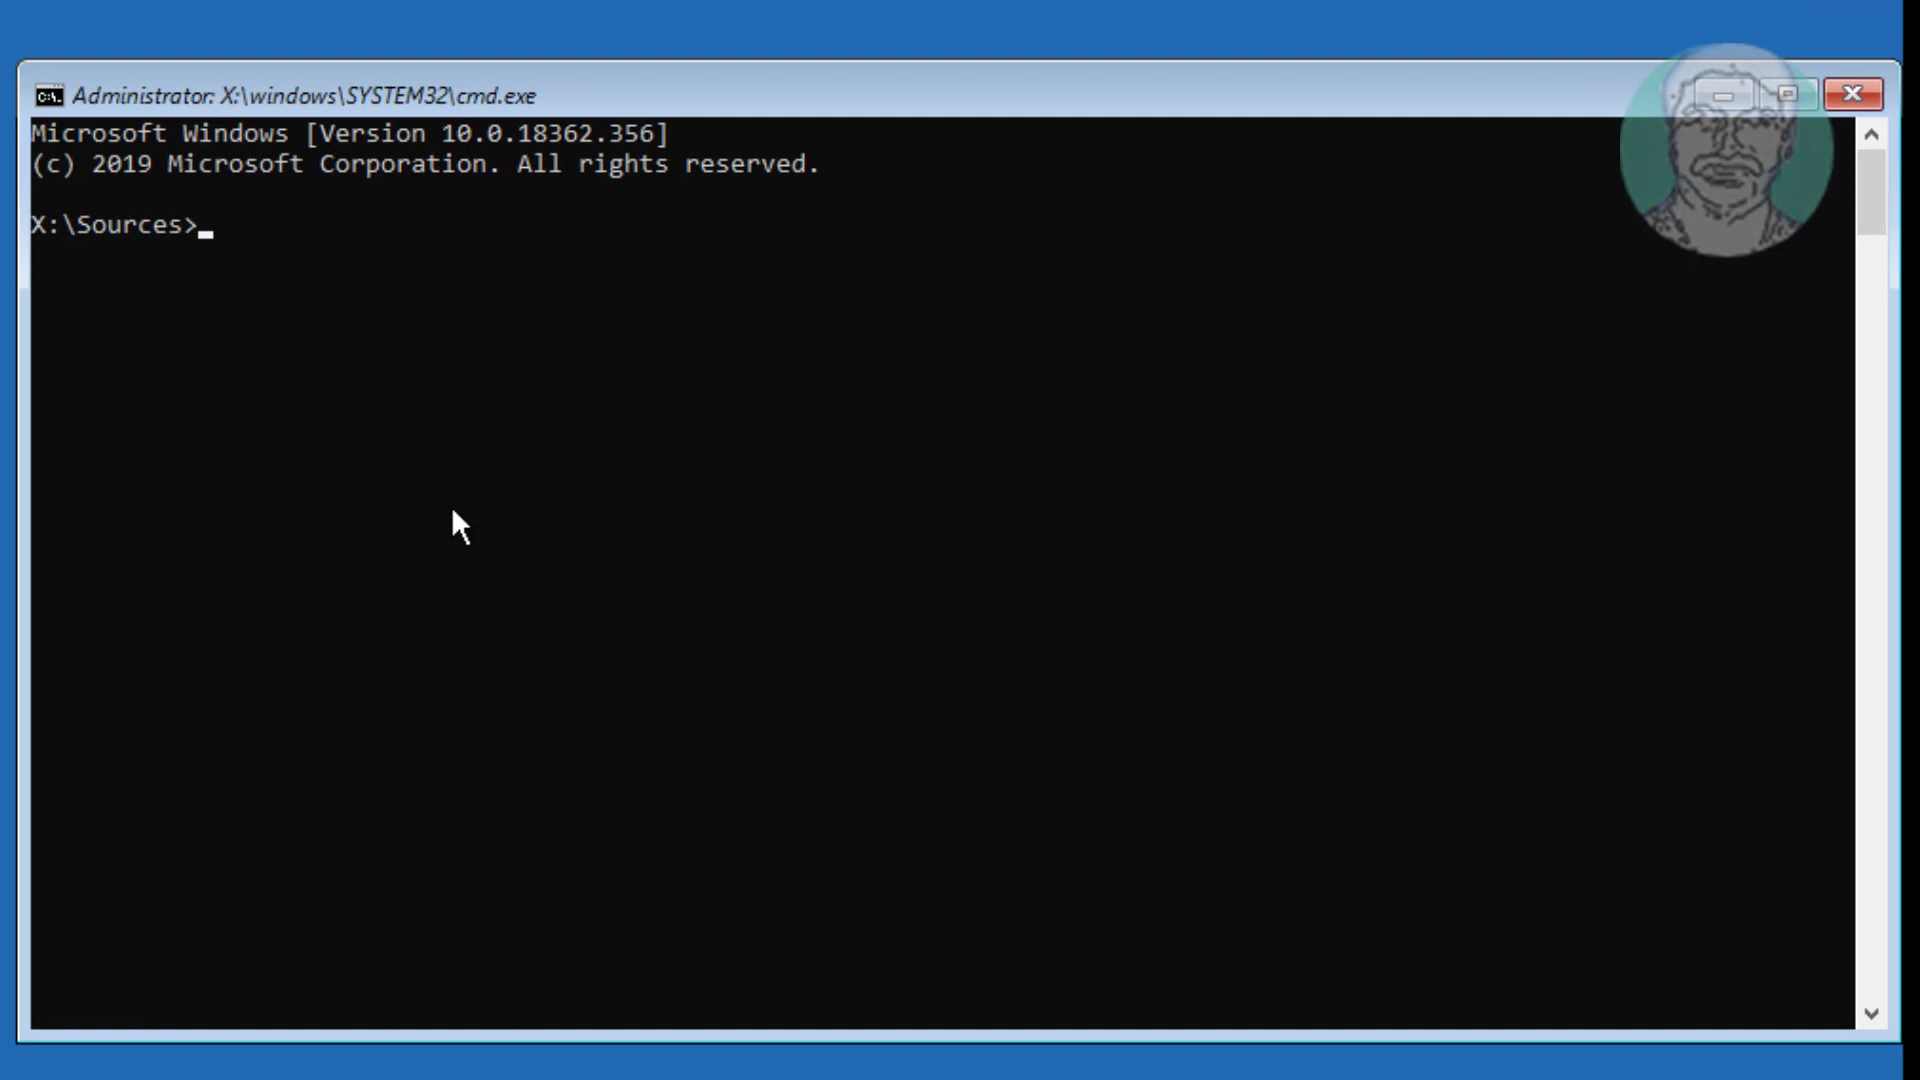 Administrator: X:\windows\SYSTEM32\cmd.exe
Microsoft Windows [Version 10.0.18362.356]
(c) 2019 Microsoft Corporation. All rights reserved.
X:\Sources>